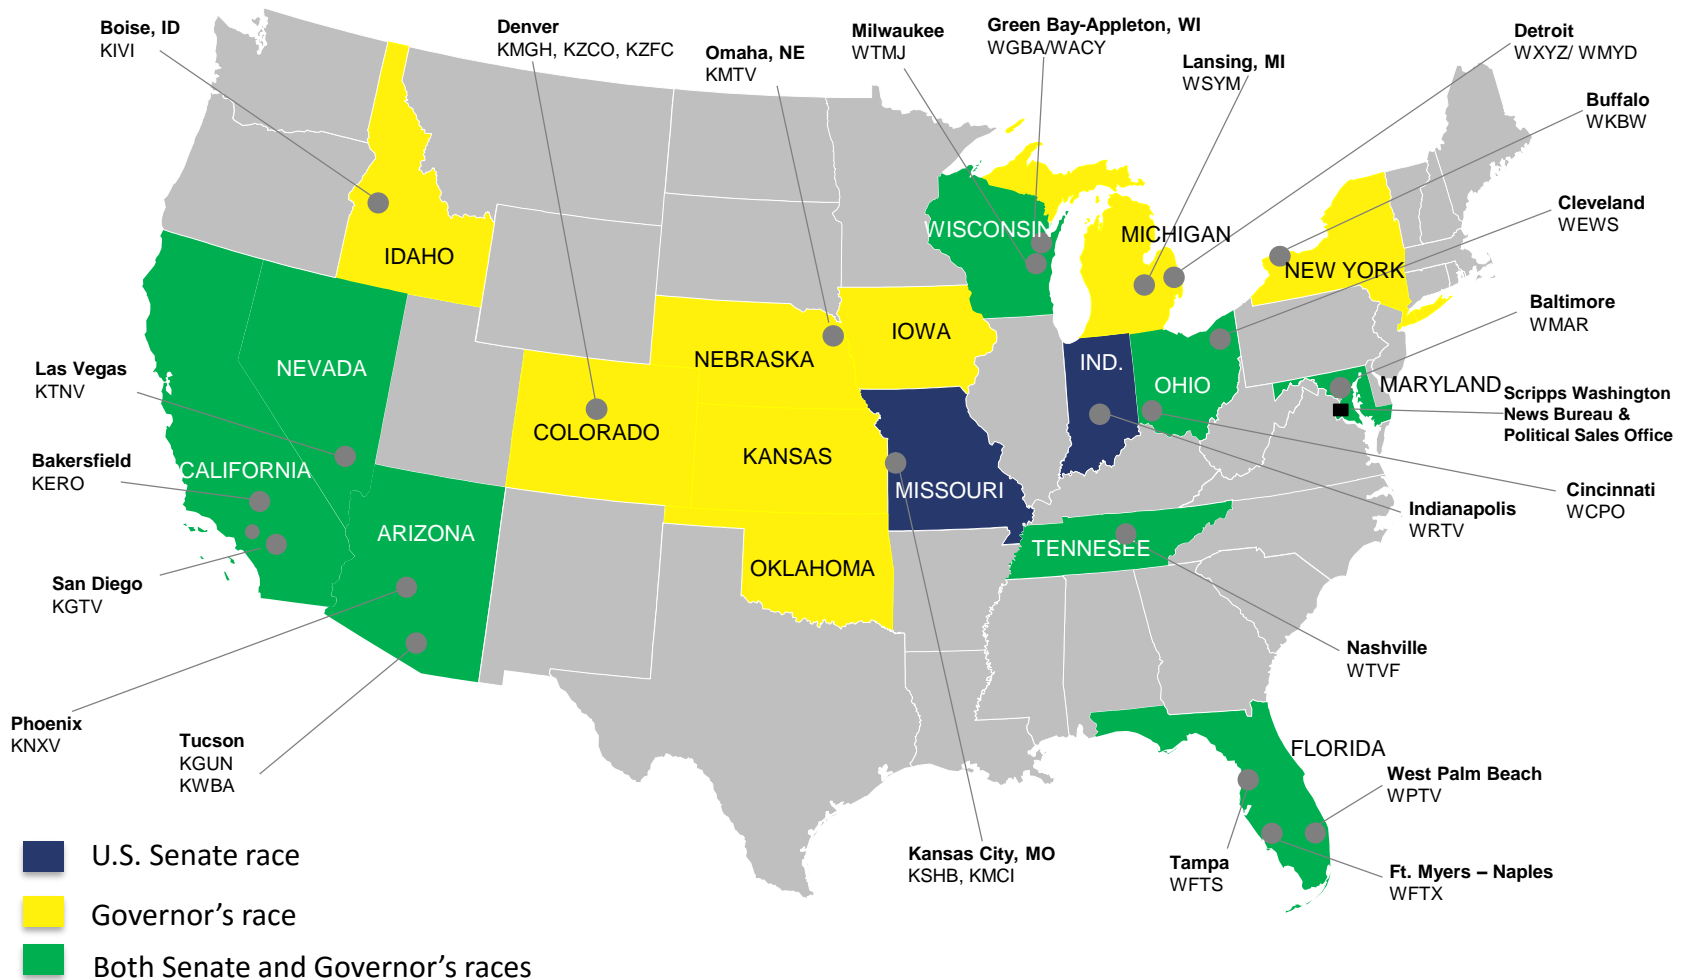 Boise, ID
KIVI
Denver
KMGH, KZCO, KZFC
Omaha, NE
KMTV
Milwaukee
WTMJ
Green Bay-Appleton, WI
WGBA/WACY
Lansing, MI
WSYM
Detroit
WXYZ/ WMYD
Buffalo
WKBW
Cleveland
WEWS
Baltimore
WMAR
Scripps Washington
News Bureau &
Political Sales Office
Cincinnati
WCPO
Indianapolis
WRTV
Nashville
WTVF
West Palm Beach
WPTV
Ft. Myers – Naples
WFTX
Tampa
WFTS
Kansas City, MO
KSHB, KMCI
Tucson
KGUN
KWBA
Phoenix
KNXV
San Diego
KGTV
Bakersfield
KERO
Las Vegas
KTNV
IDAHO
WISCONSIN
MICHIGAN
NEW YORK
NEVADA
NEBRASKA
IOWA
IND.
OHIO
MARYLAND
COLORADO
KANSAS
CALIFORNIA
MISSOURI
ARIZONA
OKLAHOMA
TENNESEE
FLORIDA
U.S. Senate race
Governor’s race
Both Senate and Governor’s races